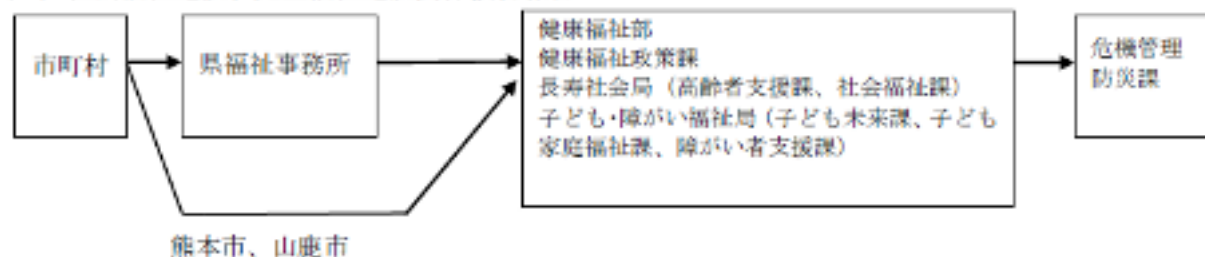 市町村
県福祉事務所
健康福祉部
健康福祉政策課
長寿社会局（高齢者支援課、社会福祉課）
子ども・障がい福祉局（子ども未来課、子ども
家庭福祉課、障がい者支援課）
危機管理
防災課
熊本市、山鹿市